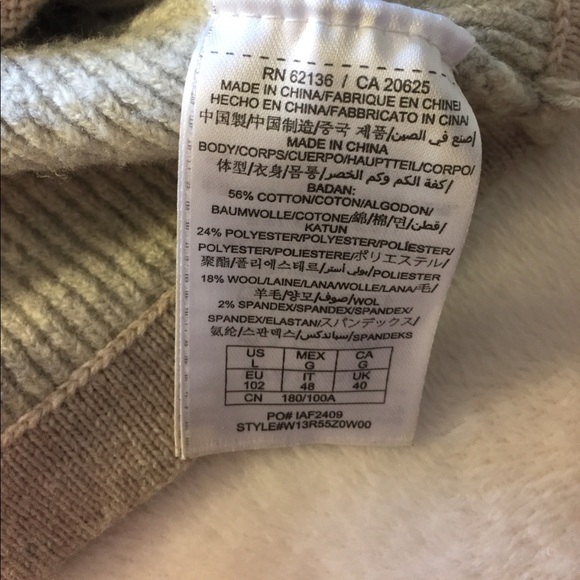 RN 62136 / CA 20625
MADE IN CHINA/FABRIQUE EN CHINE/
HECHO EN CHINA/FABBRICATO IN CINA/
中国製/中国制造/중국 제품/صنع في الصين/
MADE IN CHINA
BODY/CORPS/CUERPO/HAUPTTEIL/CORPO/
体型/衣身/몸통/كفة الكم وكم الخصر/
BADAN:
56% COTTON/COTON/ALGODON/
BAUMWOLLE/COTONE/綿/棉/면/قطن/
KATUN
24% POLYESTER/POLYESTER/POLIESTER/
POLYESTER/POLIESTERE/ポリエステル/
聚酯/폴리에스테르/بولي أستر/POLIESTER
18% WOOL/LAINE/LANA/WOLLE/LANA/毛/
羊毛/양모/صوف/WOL
2% SPANDEX/SPANDEX/SPANDEX/
SPANDEX/ELASTAN/スパンデックス/
氨纶/스판덱스/سباندكس/SPANDEKS
US MEX CA
L G G
EU IT UK
102 48 40
CN 180/100A
PO# IAF2409
STYLE#W13R55Z0W00